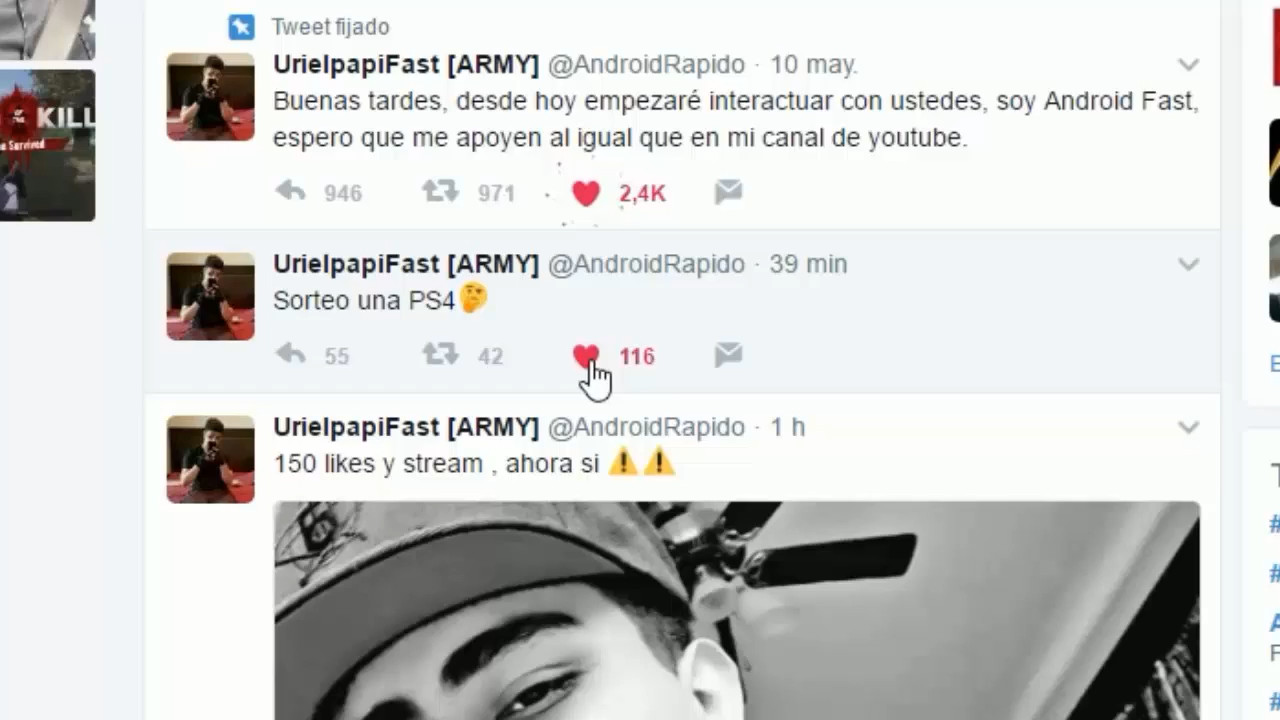 Tweet fijado
UrielpapiFast [ARMY] @AndroidRapido · 10 may.
Buenas tardes, desde hoy empezaré interactuar con ustedes, soy Android Fast,
espero que me apoyen al igual que en mi canal de youtube.
946 971 2,4K
KILL
Survived
UrielpapiFast [ARMY] @AndroidRapido · 39 min
Sorteo una PS4🤔
55 42 116
UrielpapiFast [ARMY] @AndroidRapido · 1 h
150 likes y stream , ahora si ⚠️⚠️
#
#
#